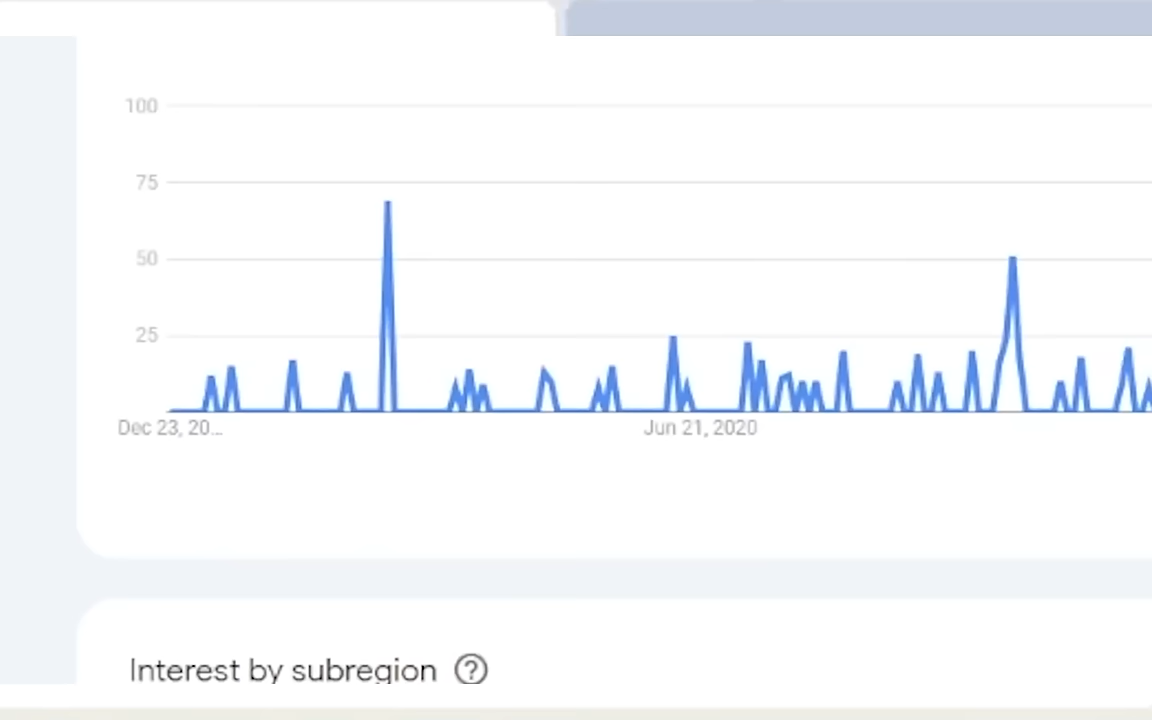 100
75
50
25
Dec 23, 20...
Jun 21, 2020
Interest by subregion ?